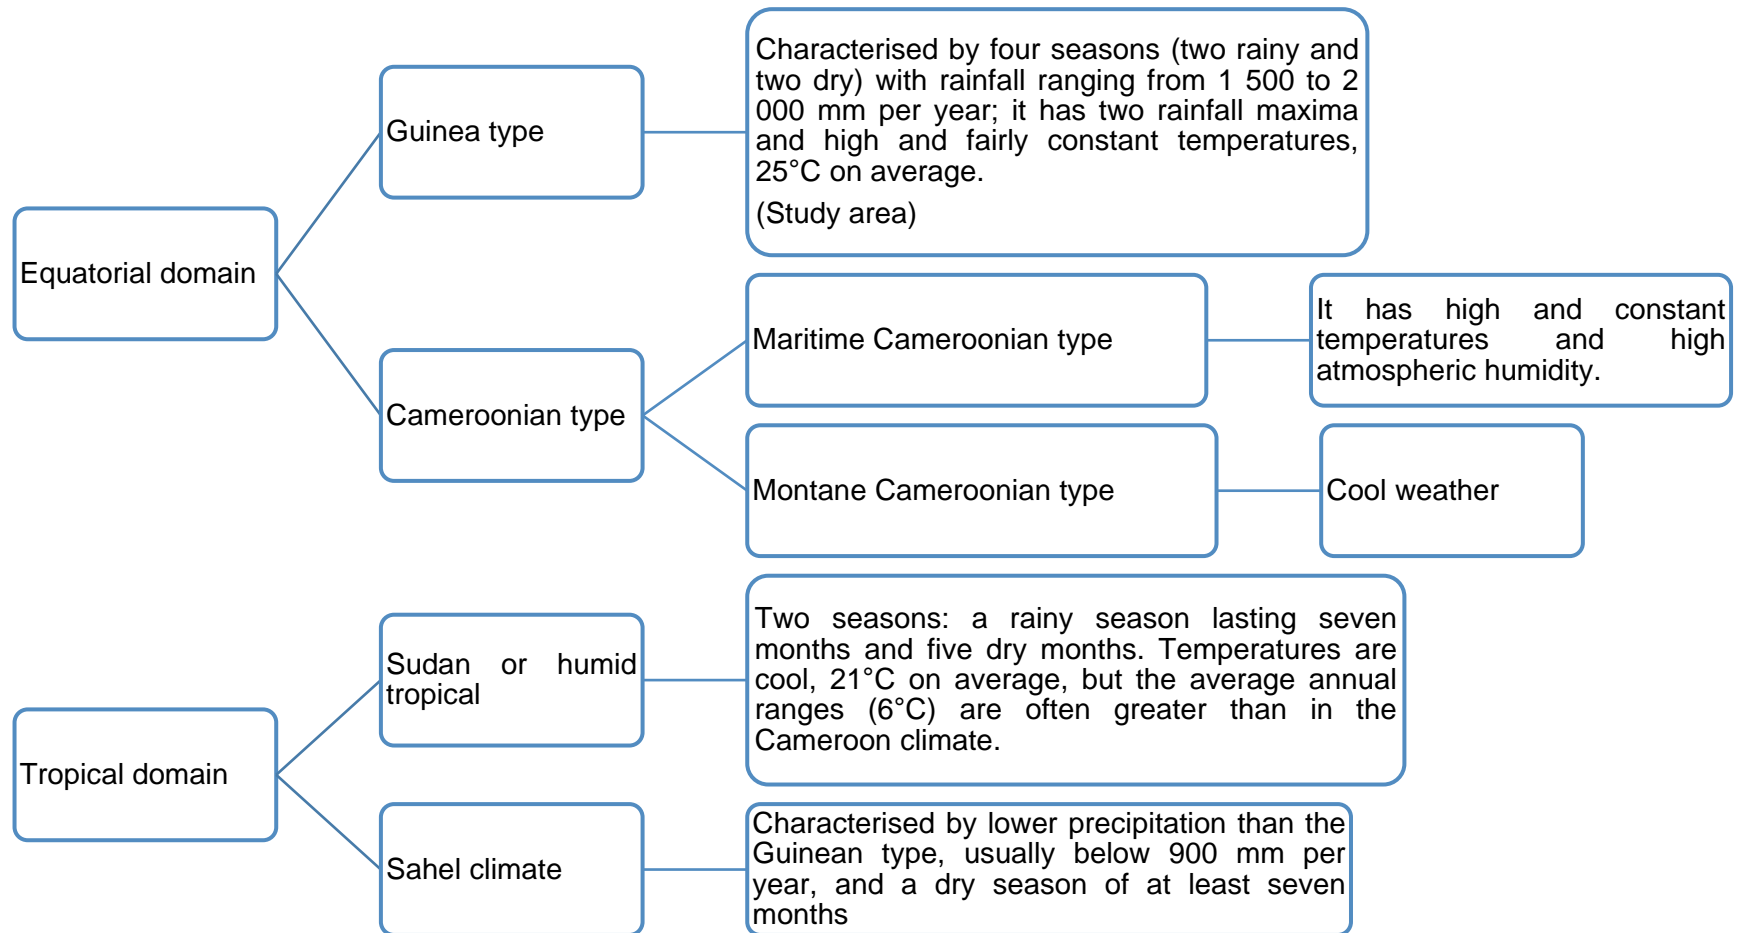 Equatorial domain
Guinea type
Characterised by four seasons (two rainy and
two dry) with rainfall ranging from 1 500 to 2
000 mm per year; it has two rainfall maxima
and high and fairly constant temperatures,
25°C on average.
(Study area)
Cameroonian type
Maritime Cameroonian type
It has high and constant
temperatures and high
atmospheric humidity.
Montane Cameroonian type
Cool weather
Tropical domain
Sudan or humid
tropical
Two seasons: a rainy season lasting seven
months and five dry months. Temperatures are
cool, 21°C on average, but the average annual
ranges (6°C) are often greater than in the
Cameroon climate.
Sahel climate
Characterised by lower precipitation than the
Guinean type, usually below 900 mm per
year, and a dry season of at least seven
months